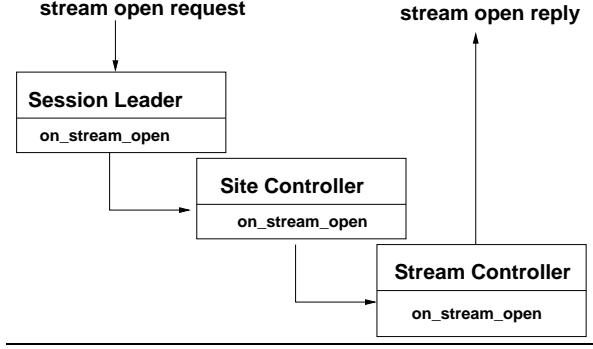 stream open request
stream open reply
Session Leader
on_stream_open
Site Controller
on_stream_open
Stream Controller
on_stream_open